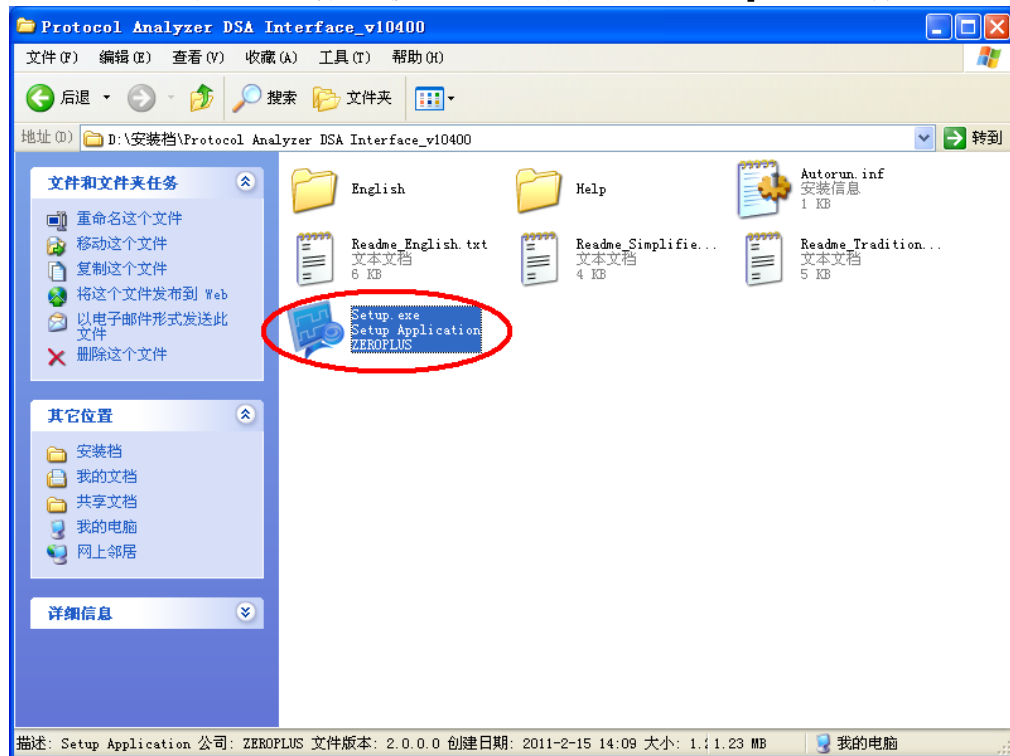 Protocol Analyzer DSA Interface_v10400
文件(F) 编辑(E) 查看(V) 收藏(A) 工具(T) 帮助(H)
后退 搜索 文件夹
地址(D) D:\安装档\Protocol Analyzer DSA Interface_v10400 转到
文件和文件夹任务
重命名这个文件
移动这个文件
复制这个文件
将这个文件发布到 Web
以电子邮件形式发送此
文件
删除这个文件
其它位置
安装档
我的文档
共享文档
我的电脑
网上邻居
详细信息
English
Help
Autorun.inf
安装信息
1 KB
Readme_English.txt
文本文档
6 KB
Readme_Simplifie...
文本文档
4 KB
Readme_Tradition...
文本文档
5 KB
Setup.exe
Setup Application
ZEROPLUS
描述: Setup Application 公司: ZEROPLUS 文件版本: 2.0.0.0 创建日期: 2011-2-15 14:09 大小: 1. 1.23 MB 我的电脑